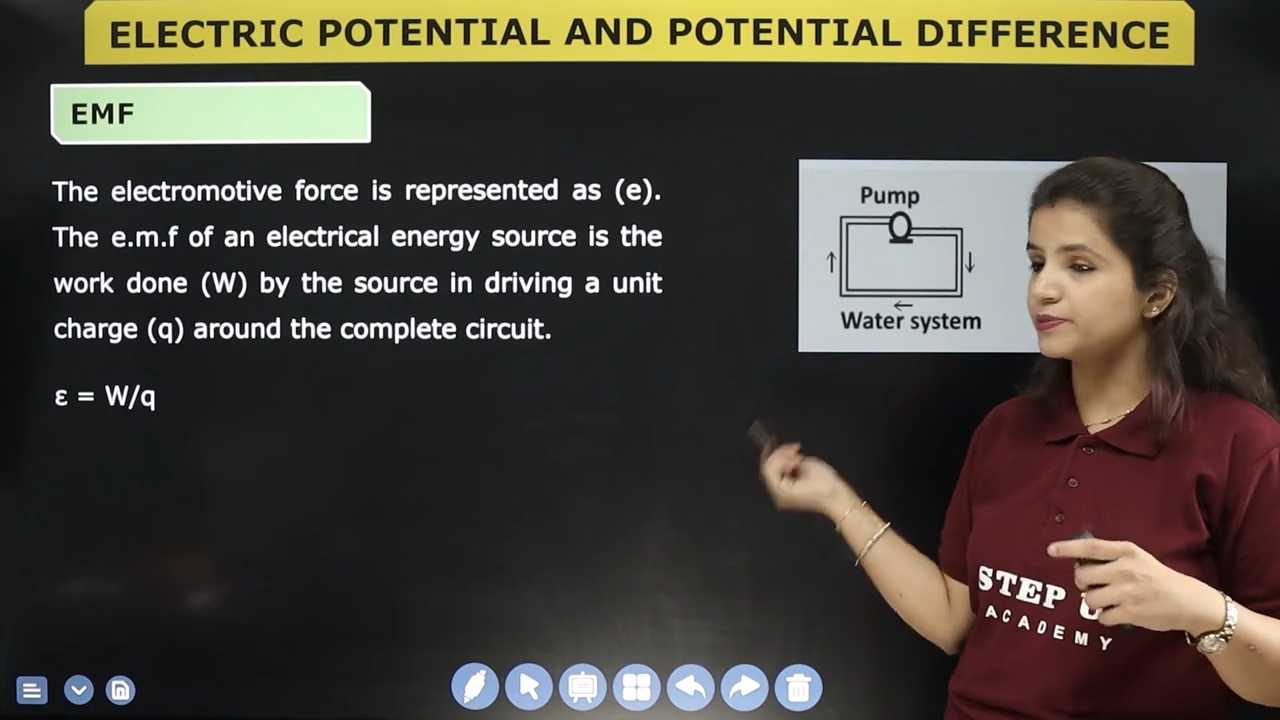 ELECTRIC POTENTIAL AND POTENTIAL DIFFERENCE
EMF
The electromotive force is represented as (e).
The e.m.f of an electrical energy source is the
work done (W) by the source in driving a unit
charge (q) around the complete circuit.
ε = W/q
Pump
Water system
STEP
ACADEMY